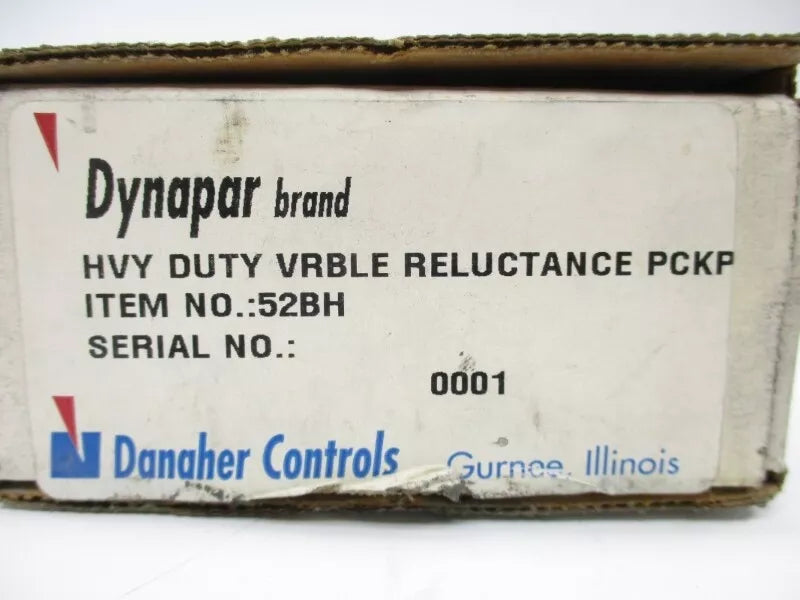 Dynapar brand
HVY DUTY VRBLE RELUCTANCE PCKP
ITEM NO.:52BH
SERIAL NO.:
0001
Danaher Controls Gurnee, Illinois